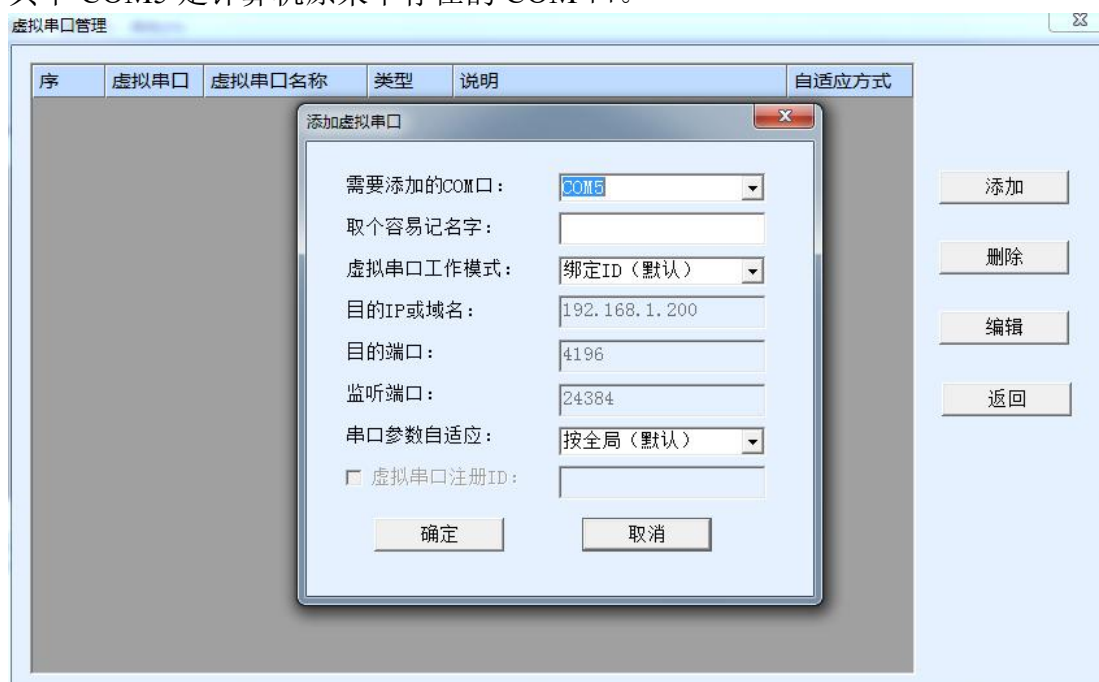 虚拟串口管理
序 虚拟串口 虚拟串口名称 类型 说明 自适应方式
添加虚拟串口
需要添加的COM口： COM5
取个容易记名字：
虚拟串口工作模式： 绑定ID（默认）
目的IP或域名： 192.168.1.200
目的端口： 4196
监听端口： 24384
串口参数自适应： 按全局（默认）
虚拟串口注册ID：
确定 取消
添加
删除
编辑
返回